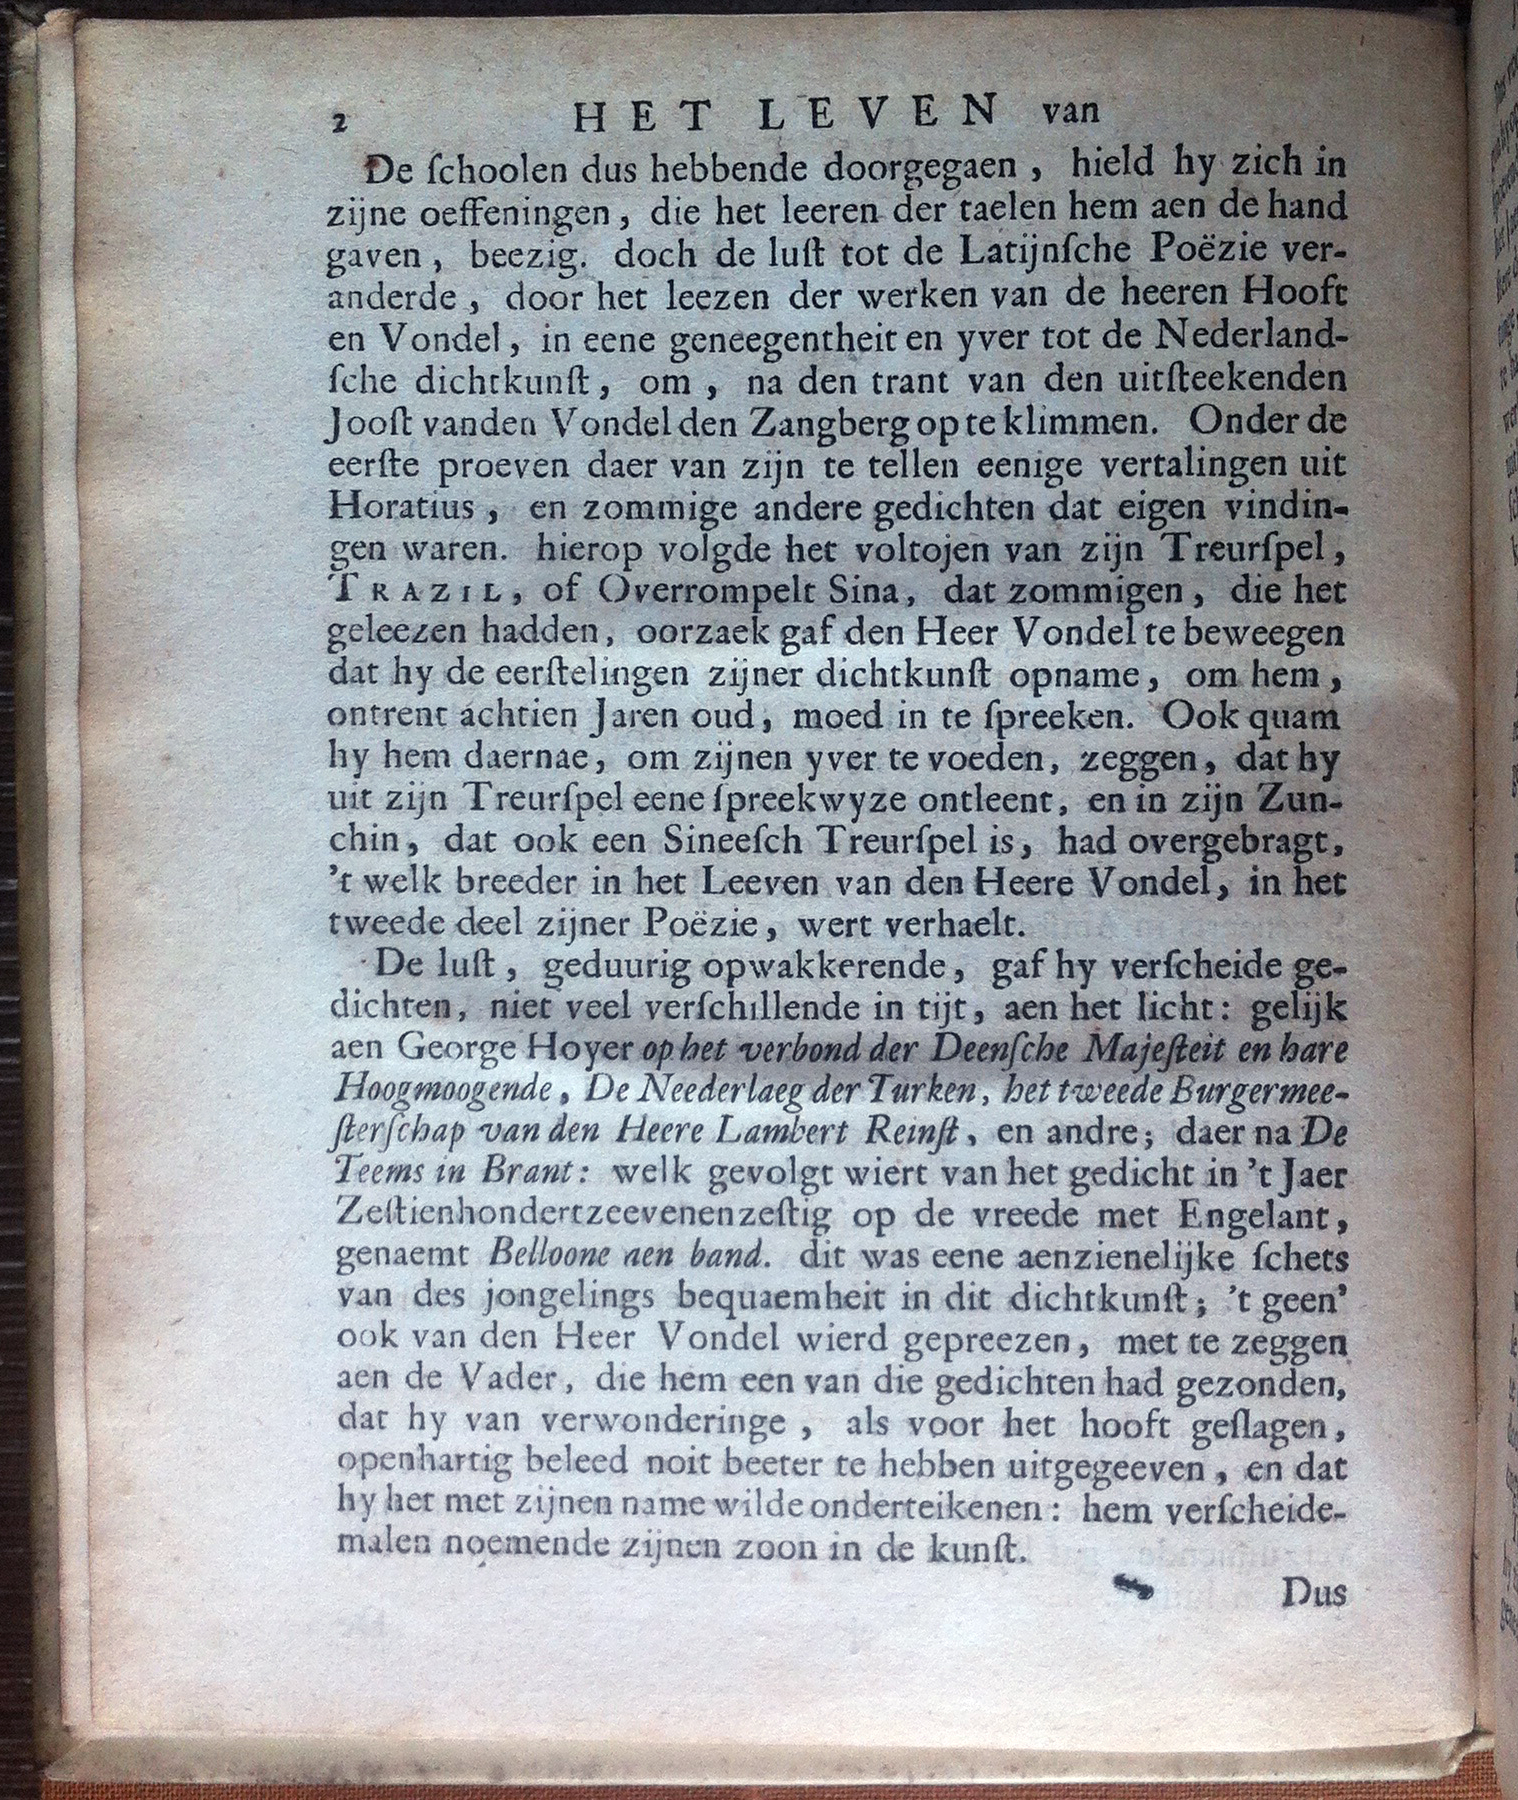 2 HET LEVEN van
De ſchoolen dus hebbende doorgegaen, hield hy zich in
zijne oeffeningen, die het leeren der taelen hem aen de hand
gaven, beezig. doch de luſt tot de Latijnſche Poëzie ver-
anderde, door het leezen der werken van de heeren Hooft
en Vondel, in eene geneegentheit en yver tot de Nederland-
ſche dichtkunſt, om, na den trant van den uitſteekenden
Jooſt vanden Vondel den Zangberg op te klimmen. Onder de
eerſte proeven daer van zijn te tellen eenige vertalingen uit
Horatius, en zommige andere gedichten dat eigen vindin-
gen waren. hierop volgde het voltojen van zijn Treurſpel,
TRAZIL, of Overrompelt Sina, dat zommigen, die het
geleezen hadden, oorzaek gaf den Heer Vondel te beweegen
dat hy de eerſtelingen zijner dichtkunſt opname, om hem,
ontrent achtien Jaren oud, moed in te ſpreeken. Ook quam
hy hem daernae, om zijnen yver te voeden, zeggen, dat hy
uit zijn Treurſpel eene ſpreekwyze ontleent, en in zijn Zun-
chin, dat ook een Sineeſch Treurſpel is, had overgebragt,
't welk breeder in het Leeven van den Heere Vondel, in het
tweede deel zijner Poëzie, wert verhaelt.
De luſt, geduurig opwakkerende, gaf hy verſcheide ge-
dichten, niet veel verſchillende in tijt, aen het licht: gelijk
aen George Hoyer op het verbond der Deenſche Majeſteit en hare
Hoogmoogende, De Neederlaeg der Turken, het tweede Burgermee-
ſterſchap van den Heere Lambert Reinſt, en andre; daer na De
Teems in Brant: welk gevolgt wiert van het gedicht in 't Jaer
Zeſtienhondertzeevenenzeſtig op de vreede met Engelant,
genaemt Belloone aen band. dit was eene aenzienelijke ſchets
van des jongelings bequaemheit in dit dichtkunſt; 't geen'
ook van den Heer Vondel wierd gepreezen, met te zeggen
aen de Vader, die hem een van die gedichten had gezonden,
dat hy van verwonderinge, als voor het hooft geſlagen,
openhartig beleed noit beeter te hebben uitgegeeven, en dat
hy het met zijnen name wilde onderteikenen: hem verſcheide-
malen noemende zijnen zoon in de kunſt.
Dus